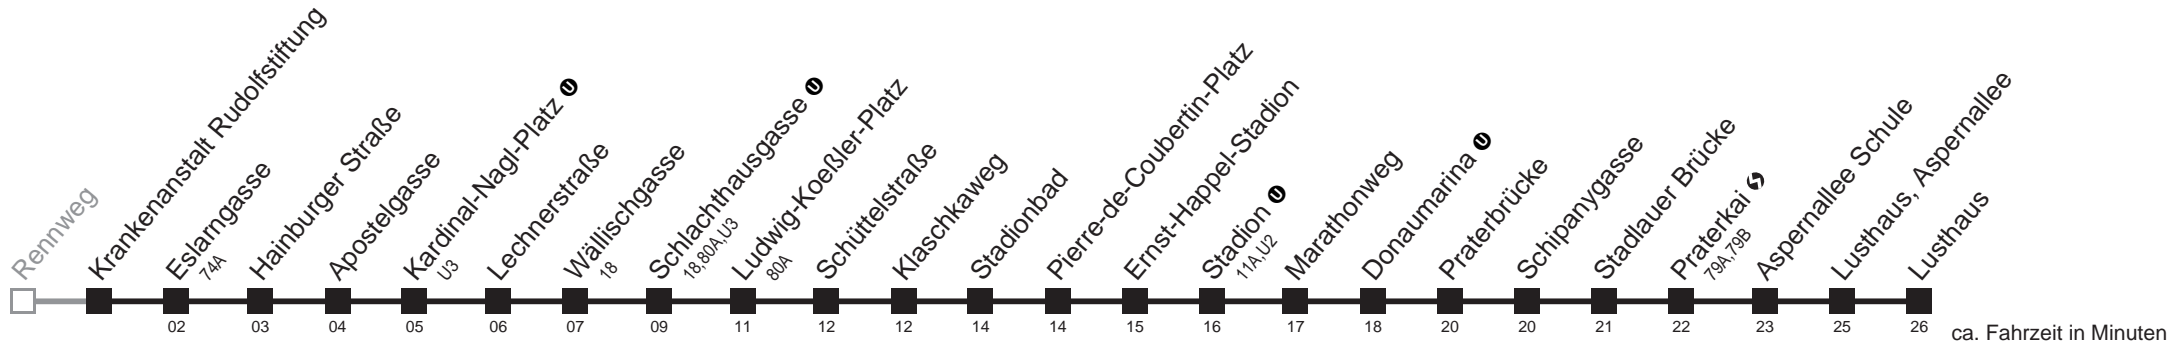 Rennweg
Krankenanstalt Rudolfstiftung
Eslarngasse
74A
Hainburger Straße
Apostelgasse
Kardinal-Nagl-Platz U
U3
Lechnerstraße
Wällischgasse
18
Schlachthausgasse U
18,80A,U3
Ludwig-Koeßler-Platz
80A
Schüttelstraße
Klaschkaweg
Stadionbad
Pierre-de-Coubertin-Platz
Ernst-Happel-Stadion
Stadion U
11A,U2
Marathonweg
Donaumarina U
Praterbrücke
Schipanygasse
Stadlauer Brücke
Praterkai S
79A,79B
Aspernallee Schule
Lusthaus, Aspernallee
Lusthaus
02 03 04 05 06 07 09 11 12 12 14 14 15 16 17 18 20 20 21 22 23 25 26 ca. Fahrzeit in Minuten